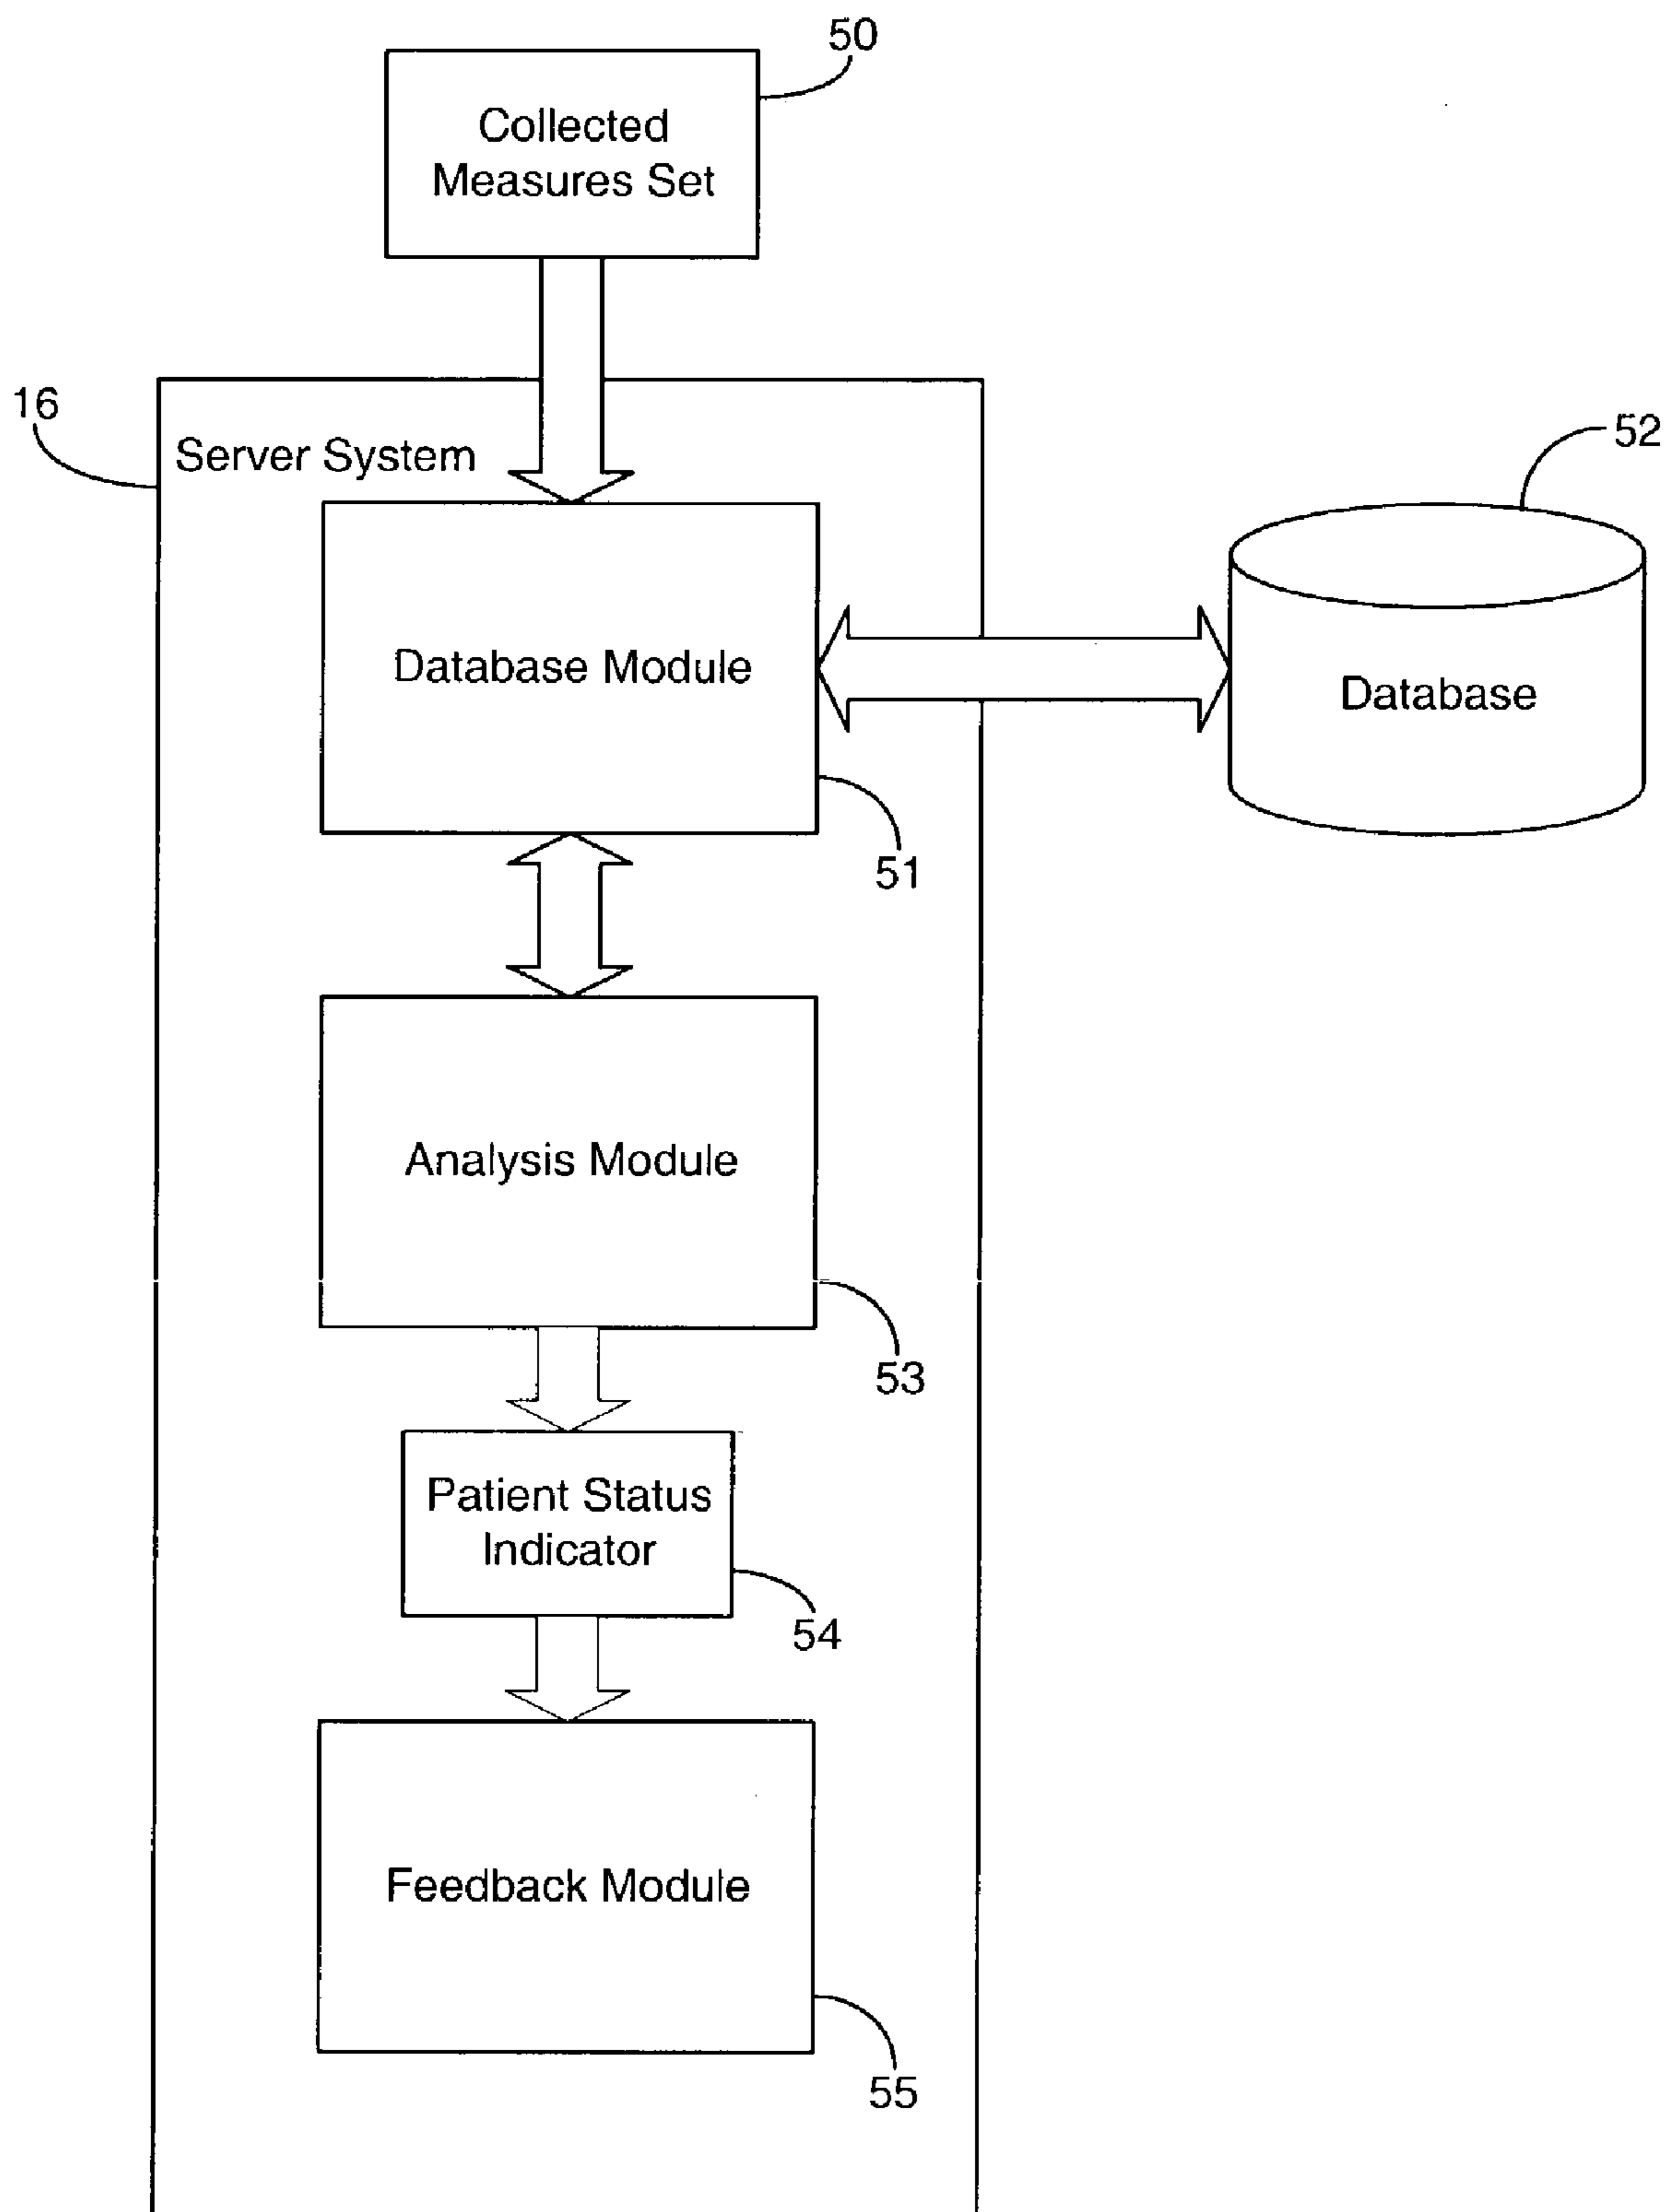 50
Collected
Measures Set
16
Server System
52
Database Module
Database
51
Analysis Module
53
Patient Status
Indicator
54
Feedback Module
55